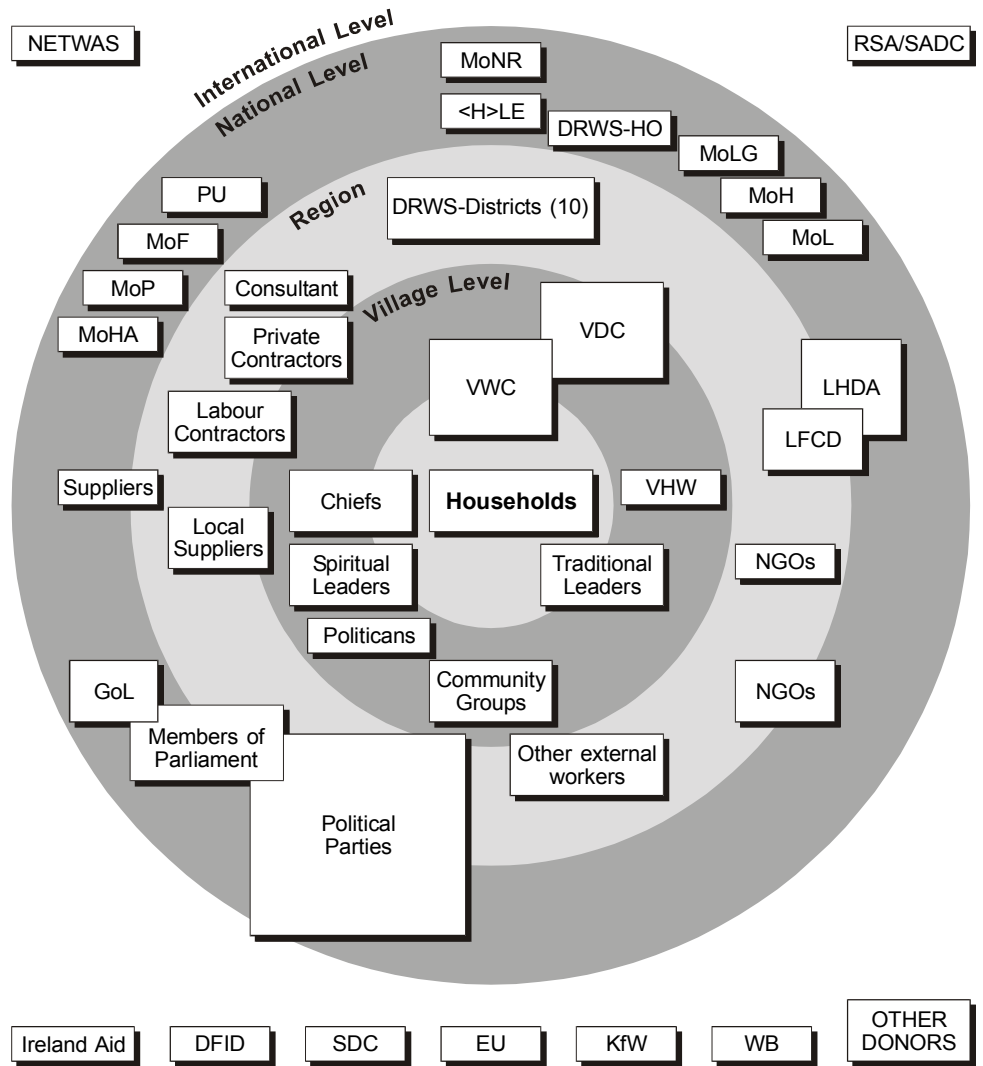 NETWAS
RSA/SADC
International Level
National Level
MoNR
<H>LE
DRWS-HO
MoLG
MoH
MoL
PU
MoF
MoP
MoHA
Region
DRWS-Districts (10)
Consultant
Private
Contractors
Village Level
VDC
VWC
LHDA
LFCD
Labour
Contractors
Suppliers
Local
Suppliers
Chiefs
Households
VHW
Spiritual
Leaders
Traditional
Leaders
NGOs
Politicans
Community
Groups
NGOs
GoL
Members of
Parliament
Other external
workers
Political
Parties
Ireland Aid
DFID
SDC
EU
KfW
WB
OTHER
DONORS